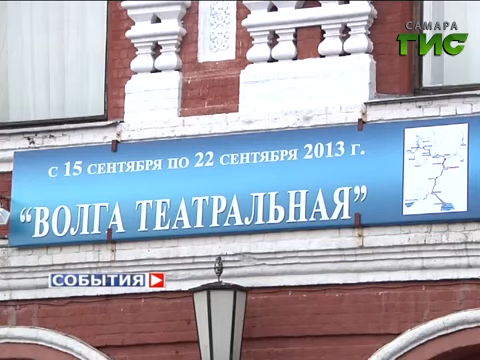 САМАРА
ГИС
с 15 СЕНТЯБРЯ ПО 22 СЕНТЯБРЯ 2013 г.
"ВОЛГА ТЕАТРАЛЬНАЯ"
СОБЫТИЯ